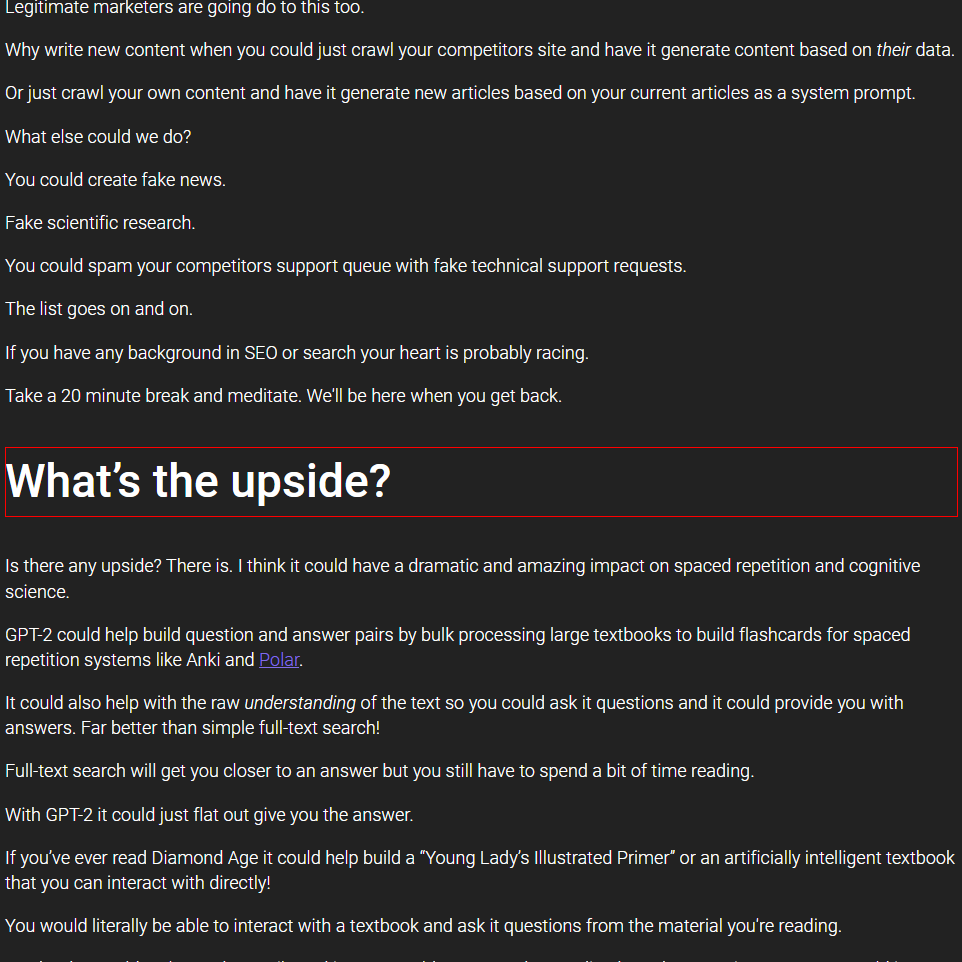 Legitimate marketers are going do to this too.
Why write new content when you could just crawl your competitors site and have it generate content based on their data.
Or just crawl your own content and have it generate new articles based on your current articles as a system prompt.
What else could we do?
You could create fake news.
Fake scientific research.
You could spam your competitors support queue with fake technical support requests.
The list goes on and on.
If you have any background in SEO or search your heart is probably racing.
Take a 20 minute break and meditate. We'll be here when you get back.
What’s the upside?
Is there any upside? There is. I think it could have a dramatic and amazing impact on spaced repetition and cognitive
science.
GPT-2 could help build question and answer pairs by bulk processing large textbooks to build flashcards for spaced
repetition systems like Anki and Polar.
It could also help with the raw understanding of the text so you could ask it questions and it could provide you with
answers. Far better than simple full-text search!
Full-text search will get you closer to an answer but you still have to spend a bit of time reading.
With GPT-2 it could just flat out give you the answer.
If you’ve ever read Diamond Age it could help build a “Young Lady’s Illustrated Primer” or an artificially intelligent textbook
that you can interact with directly!
You would literally be able to interact with a textbook and ask it questions from the material you're reading.